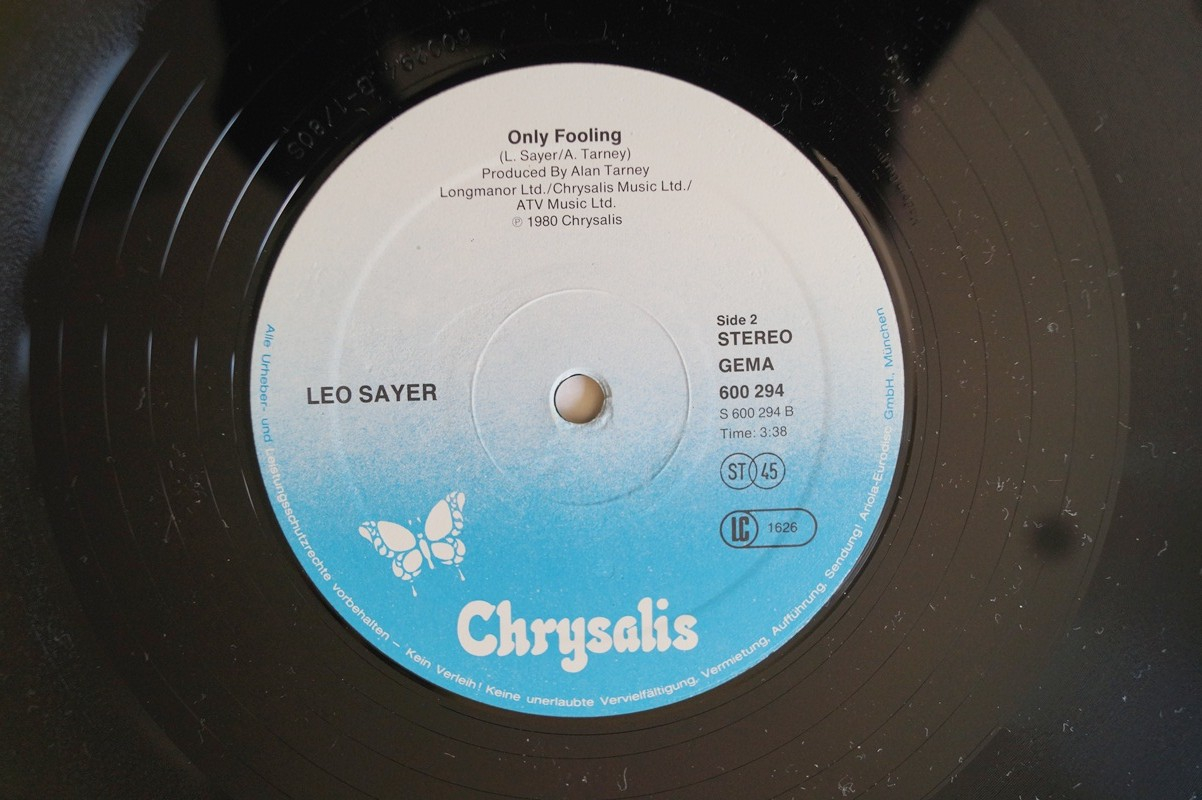 Only Fooling
(L. Sayer/A. Tarney)
Produced By Alan Tarney
Longmanor Ltd./Chrysalis Music Ltd./
ATV Music Ltd.
℗ 1980 Chrysalis
Side 2
STEREO
GEMA
600 294
S 600 294 B
Time: 3:38
ST 45
LC 1626
LEO SAYER
Chrysalis
Alle Urheber- und Leistungsschutzrechte vorbehalten – Kein Verleih! Keine unerlaubte Vervielfältigung, Vermietung, Aufführung, Sendung! Ariola-Eurodisc GmbH., München